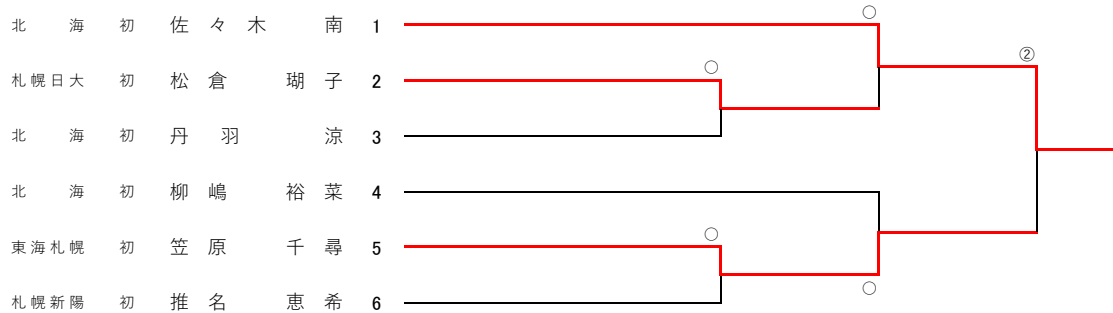 ○
北海 初 佐々木 南 1
②
札幌日大 初 松倉 瑚子 2 ○
北海 初 丹羽 涼 3
北海 初 柳嶋 裕菜 4
東海札幌 初 笠原 千尋 5 ○
○
札幌新陽 初 推名 恵希 6